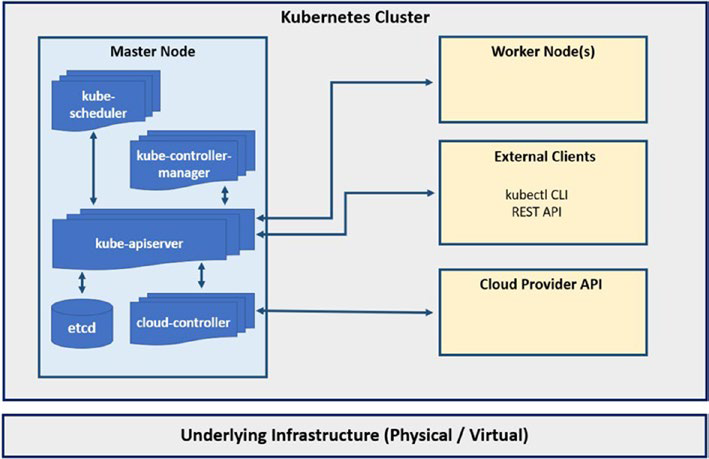 Kubernetes Cluster
Master Node
kube-
scheduler
kube-controller-
manager
kube-apiserver
etcd
cloud-controller
Worker Node(s)
External Clients
kubectl CLI
REST API
Cloud Provider API
Underlying Infrastructure (Physical / Virtual)